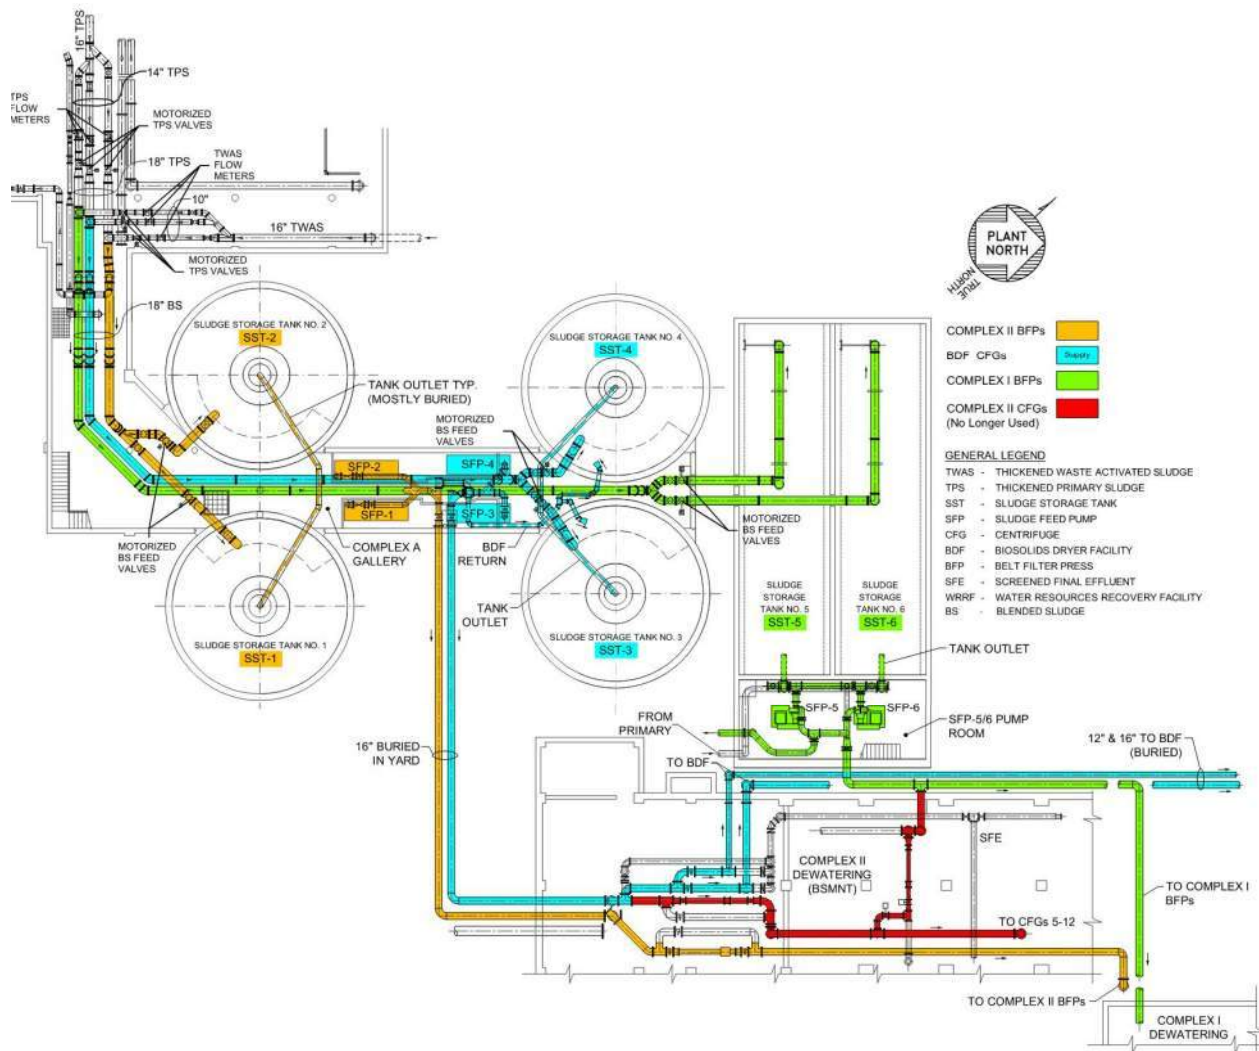 16" TPS
14" TPS
TPS
FLOW
METERS
MOTORIZED
TPS VALVES
18" TPS
TWAS
FLOW
METERS
10"
16" TWAS
MOTORIZED
TPS VALVES
18" BS
PLANT
NORTH
TRUE
NORTH
SLUDGE STORAGE TANK NO. 2
SST-2
SLUDGE STORAGE TANK NO. 4
SST-4
TANK OUTLET TYP.
(MOSTLY BURIED)
MOTORIZED
BS FEED
VALVES
COMPLEX II BFPs
BDF CFGs
Supply
COMPLEX I BFPs
COMPLEX II CFGs
(No Longer Used)
GENERAL LEGEND
TWAS - THICKENED WASTE ACTIVATED SLUDGE
TPS - THICKENED PRIMARY SLUDGE
SST - SLUDGE STORAGE TANK
SFP - SLUDGE FEED PUMP
CFG - CENTRIFUGE
BDF - BIOSOLIDS DRYER FACILITY
BFP - BELT FILTER PRESS
SFE - SCREENED FINAL EFFLUENT
WRRF - WATER RESOURCES RECOVERY FACILITY
BS - BLENDED SLUDGE
SFP-2
SFP-4
SFP-1
SFP-3
MOTORIZED
BS FEED
VALVES
COMPLEX A
GALLERY
BDF
RETURN
MOTORIZED
BS FEED
VALVES
TANK
OUTLET
SLUDGE STORAGE TANK NO. 1
SST-1
SLUDGE STORAGE TANK NO. 3
SST-3
SLUDGE
STORAGE
TANK NO. 5
SST-5
SLUDGE
STORAGE
TANK NO. 6
SST-6
TANK OUTLET
SFP-5
SFP-6
SFP-5/6 PUMP
ROOM
FROM
PRIMARY
16" BURIED
IN YARD
TO BDF
12" & 16" TO BDF
(BURIED)
SFE
COMPLEX II
DEWATERING
(BSMNT)
TO COMPLEX I
BFPs
TO CFGs 5-12
TO COMPLEX II BFPs
COMPLEX I
DEWATERING